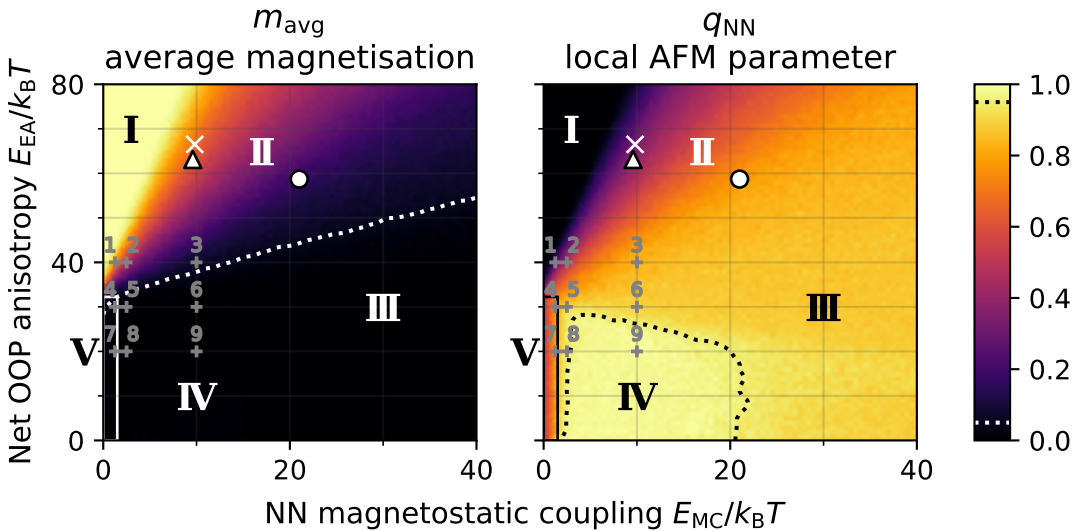 m_avg
average magnetisation
q_NN
local AFM parameter
Net OOP anisotropy E_EA/k_BT
80
40
0
I
II
III
IV
V
1 2 3
4 5 6
7 8 9
0 20 40
I
II
III
IV
V
1 2 3
4 5 6
7 8 9
0 20 40
1.0
0.8
0.6
0.4
0.2
0.0
NN magnetostatic coupling E_MC/k_BT